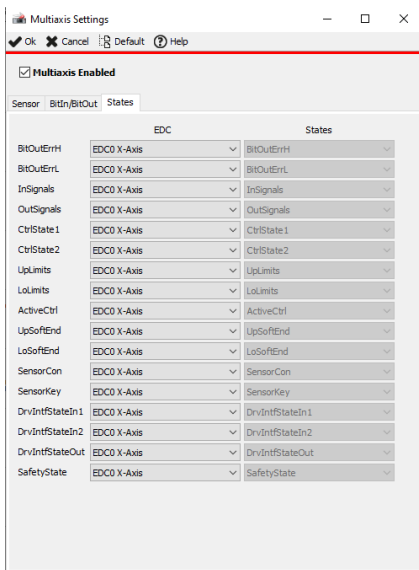 Multiaxis Settings
Ok Cancel Default Help
Multiaxis Enabled
Sensor BitIn/BitOut States
EDC States
BitOutErrH EDC0 X-Axis BitOutErrH
BitOutErrL EDC0 X-Axis BitOutErrL
InSignals EDC0 X-Axis InSignals
OutSignals EDC0 X-Axis OutSignals
CtrlState1 EDC0 X-Axis CtrlState1
CtrlState2 EDC0 X-Axis CtrlState2
UpLimits EDC0 X-Axis UpLimits
LoLimits EDC0 X-Axis LoLimits
ActiveCtrl EDC0 X-Axis ActiveCtrl
UpSoftEnd EDC0 X-Axis UpSoftEnd
LoSoftEnd EDC0 X-Axis LoSoftEnd
SensorCon EDC0 X-Axis SensorCon
SensorKey EDC0 X-Axis SensorKey
DrvIntfStateIn1 EDC0 X-Axis DrvIntfStateIn1
DrvIntfStateIn2 EDC0 X-Axis DrvIntfStateIn2
DrvIntfStateOut EDC0 X-Axis DrvIntfStateOut
SafetyState EDC0 X-Axis SafetyState